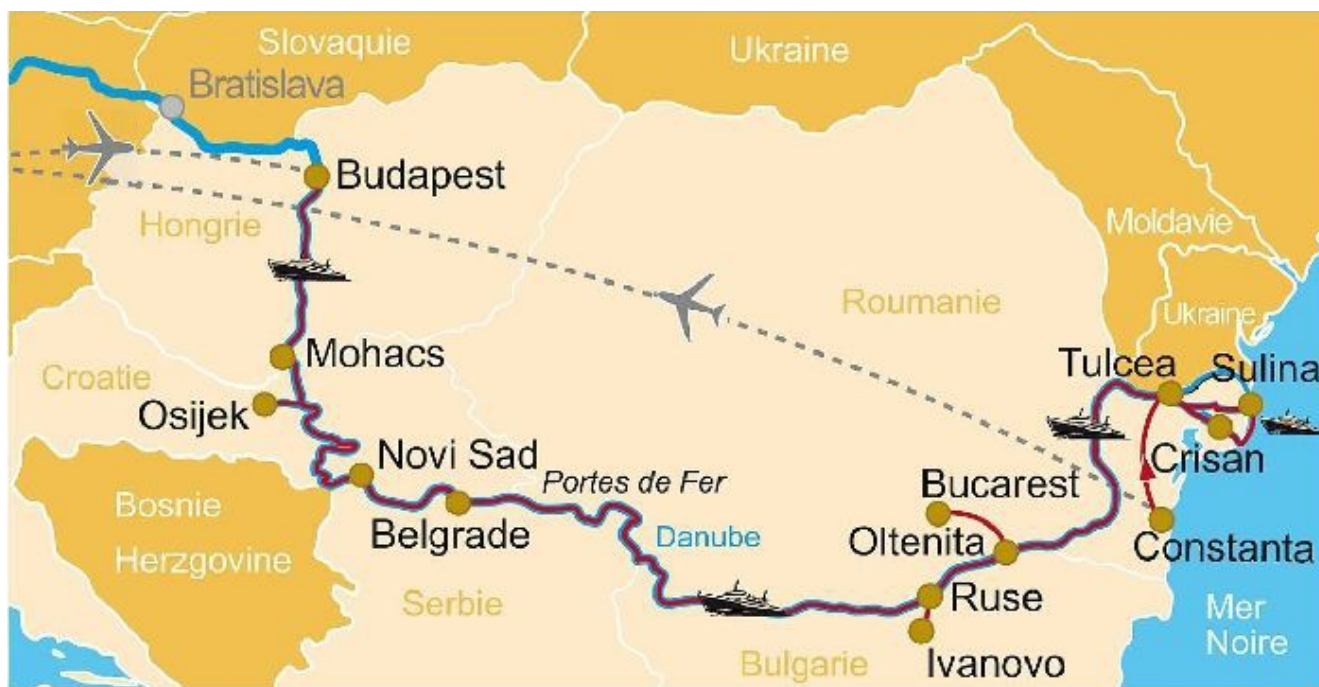 Slovaquie
Ukraine
Bratislava
Budapest
Hongrie
Moldavie
Roumanie
Ukraine
Mohacs
Tulcea
Sulina
Croatie
Osijek
Crisan
Novi Sad
Portes de Fer
Bucarest
Bosnie
Herzgovine
Belgrade
Danube
Oltenita
Constanta
Serbie
Ruse
Mer
Noire
Bulgarie
Ivanovo